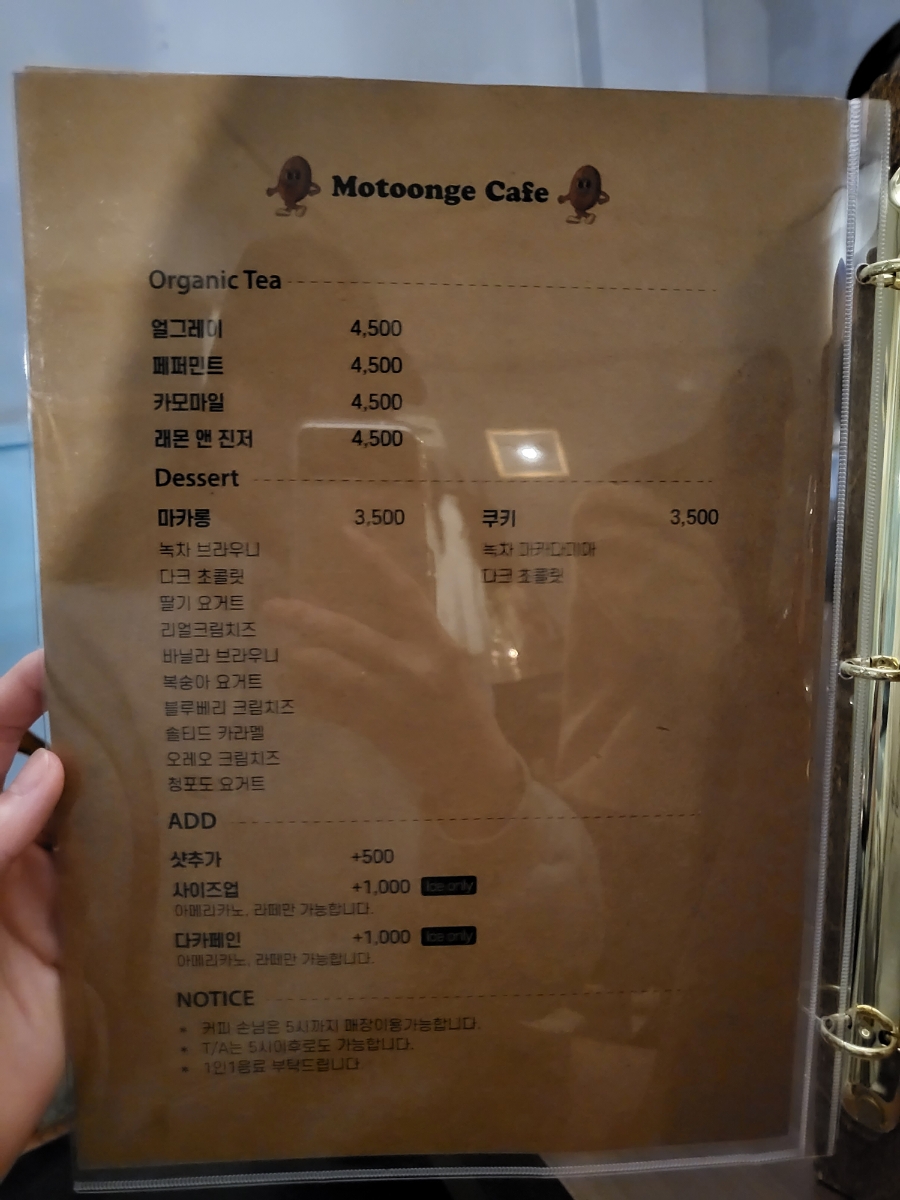 Motoonge Cafe
Organic Tea
얼그레이 4,500
페퍼민트 4,500
카모마일 4,500
래몬 앤 진저 4,500
Dessert
마카롱 3,500 쿠키 3,500
녹차 브라우니 녹차 마카다미아
다크 초콜릿 다크 초콜릿
딸기 요거트
리얼크림치즈
바닐라 브라우니
복숭아 요거트
블루베리 크림치즈
솔티드 카라멜
오레오 크림치즈
청포도 요거트
ADD
샷추가 +500
사이즈업 +1,000 Ice only
아메리카노, 라떼만 가능합니다.
다카페인 +1,000 Ice only
아메리카노, 라떼만 가능합니다.
NOTICE
• 커피 손님은 5시까지 매장이용가능합니다.
• T/A는 5시이후로도 가능합니다.
• 1인1음료 부탁드립니다